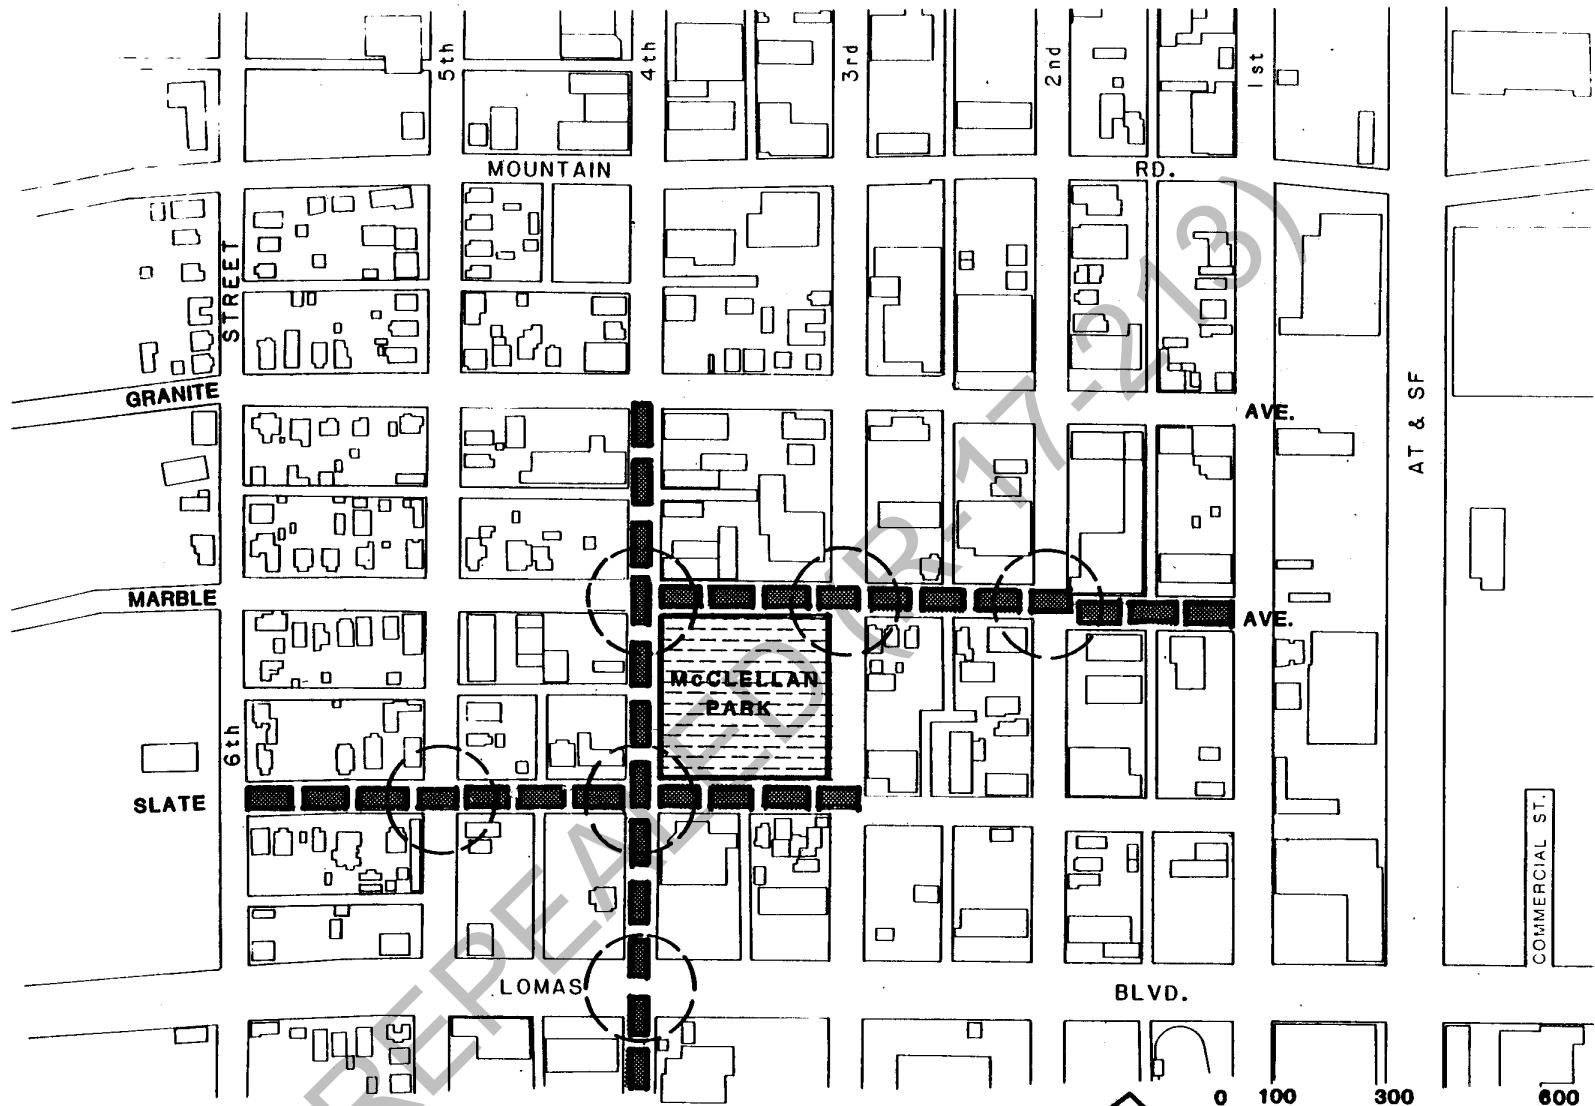 5th
4th
3rd
2nd
1st
MOUNTAIN
RD.
STREET
GRANITE
AVE.
AT & SF
MARBLE
AVE.
McCLELLAN
PARK
6th
SLATE
COMMERCIAL ST.
LOMAS
BLVD.
0 100 300 600
REPEALED (R-17-213)